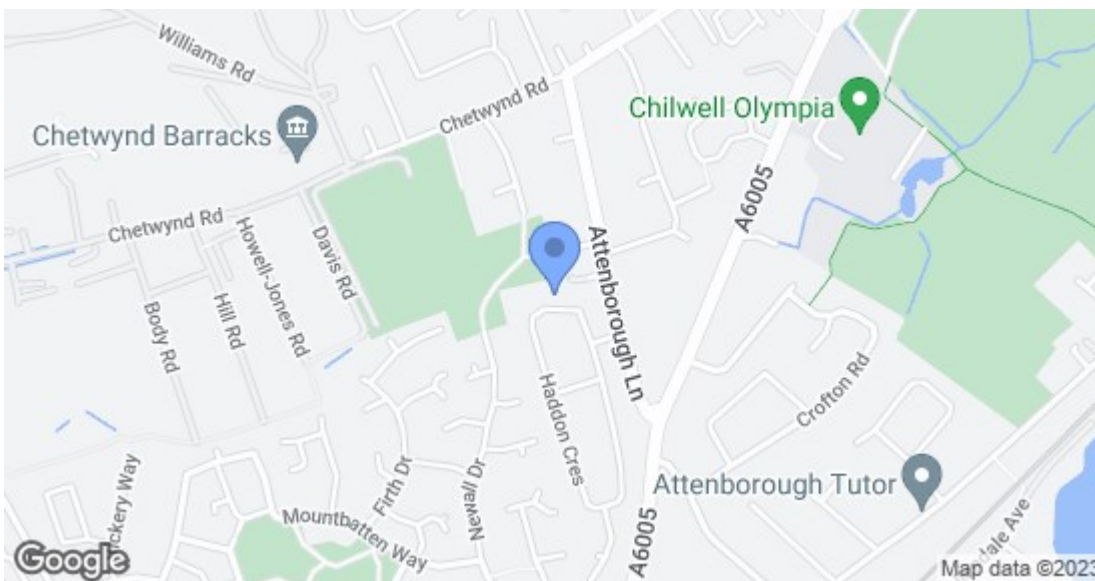 Williams Rd
Chetwynd Rd
Chilwell Olympia
Chetwynd Barracks
A6005
Chetwynd Rd
Howell-Jones Rd
Davis Rd
Attenborough Ln
Hill Rd
Body Rd
Haddon Cres
Crofton Rd
Firth Dr
Newall Dr
Attenborough Tutor
Mountbatten Way
A6005
Google
Map data ©2023